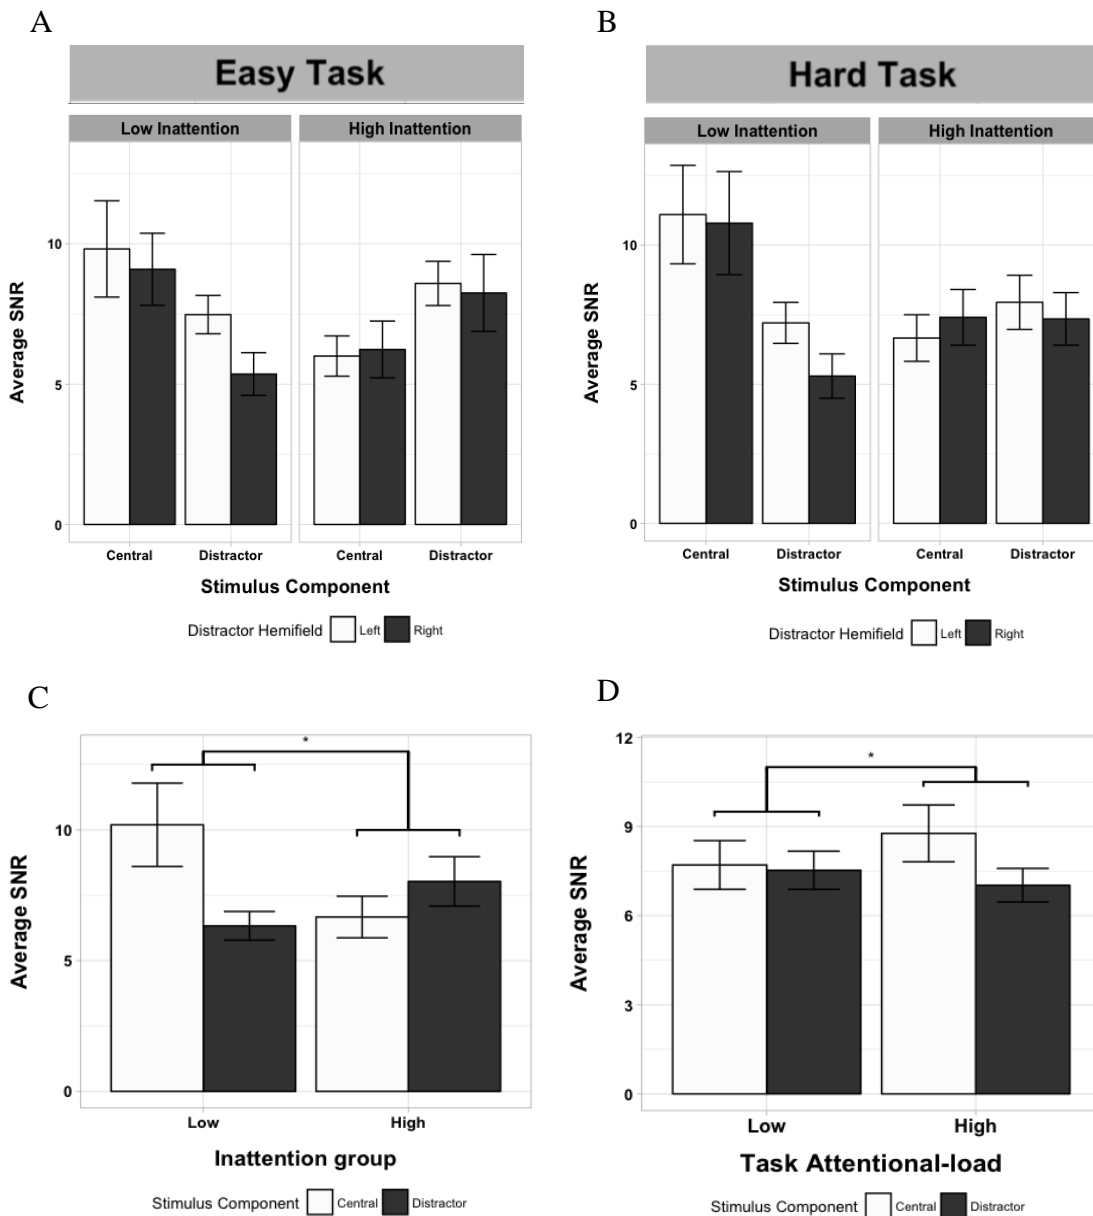 A
B
Easy Task
Hard Task
Low Inattention
High Inattention
Low Inattention
High Inattention
Average SNR
10
5
0
Average SNR
10
5
0
Central
Distractor
Central
Distractor
Central
Distractor
Central
Distractor
Stimulus Component
Stimulus Component
Distractor Hemifield Left Right
Distractor Hemifield Left Right
C
D
*
*
Average SNR
10
5
0
Average SNR
12
9
6
3
0
Low
High
Low
High
Inattention group
Task Attentional-load
Stimulus Component Central Distractor
Stimulus Component Central Distractor